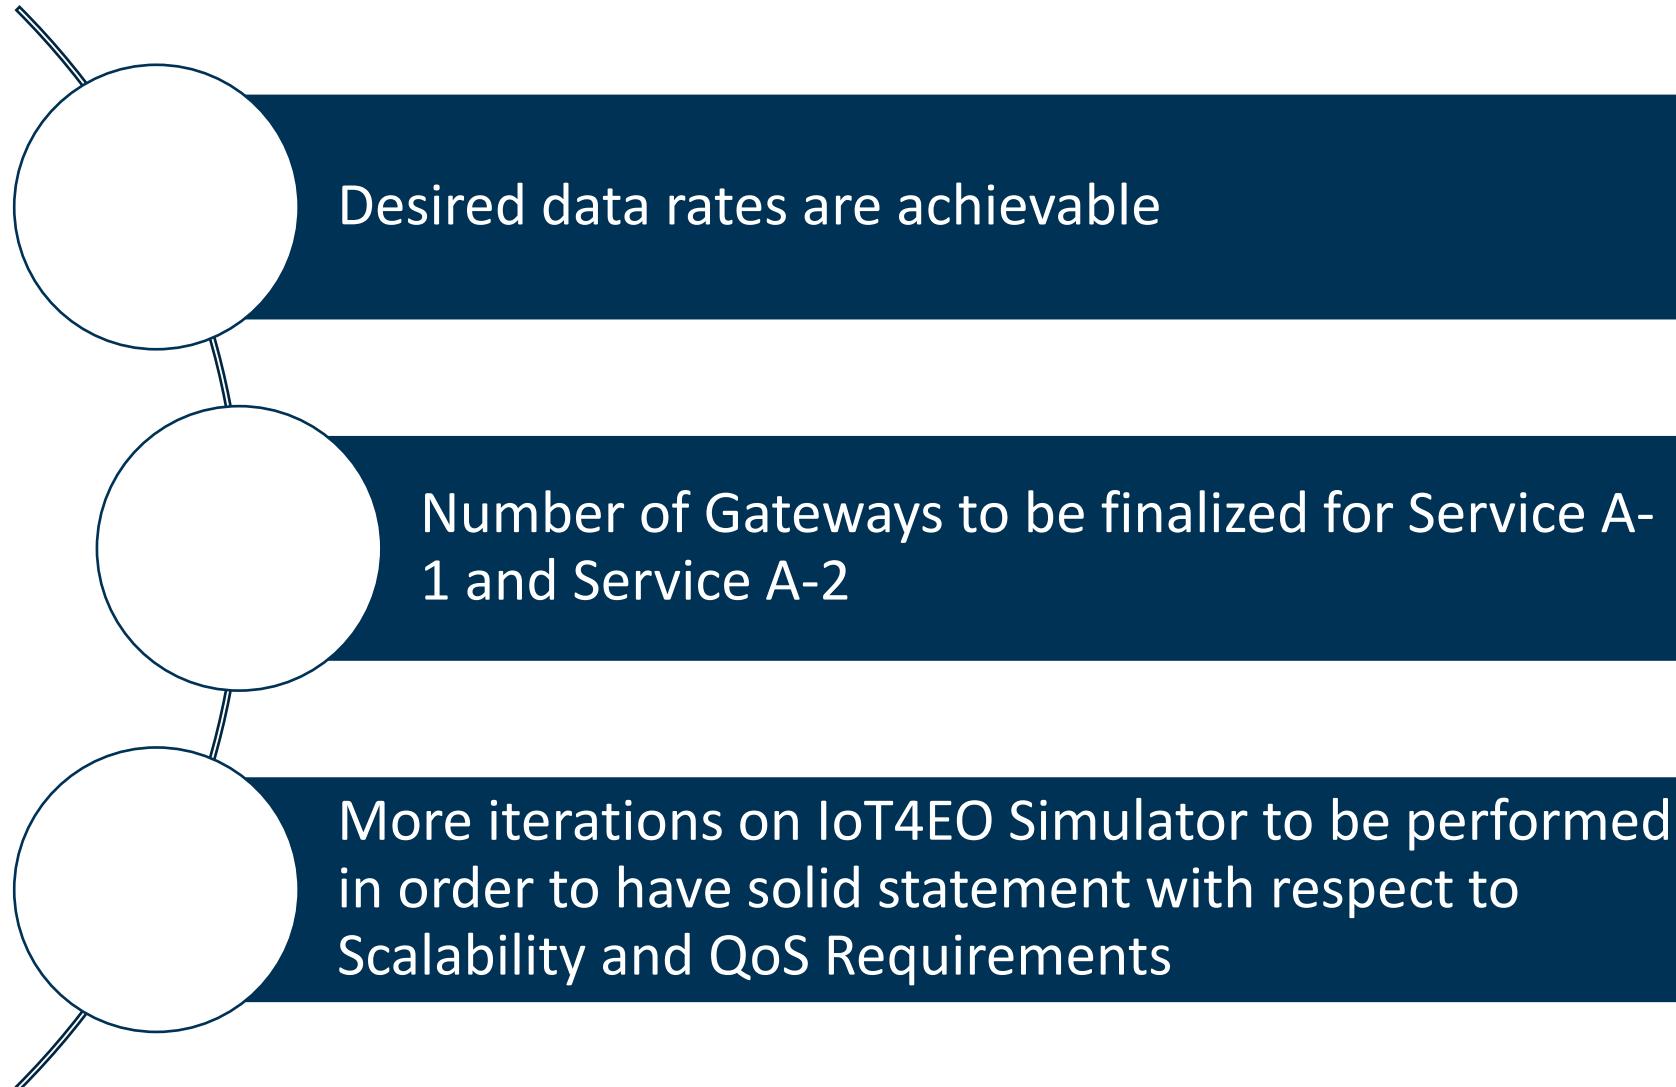 Desired data rates are achievable
Number of Gateways to be finalized for Service A-
1 and Service A-2
More iterations on IoT4EO Simulator to be performed
in order to have solid statement with respect to
Scalability and QoS Requirements